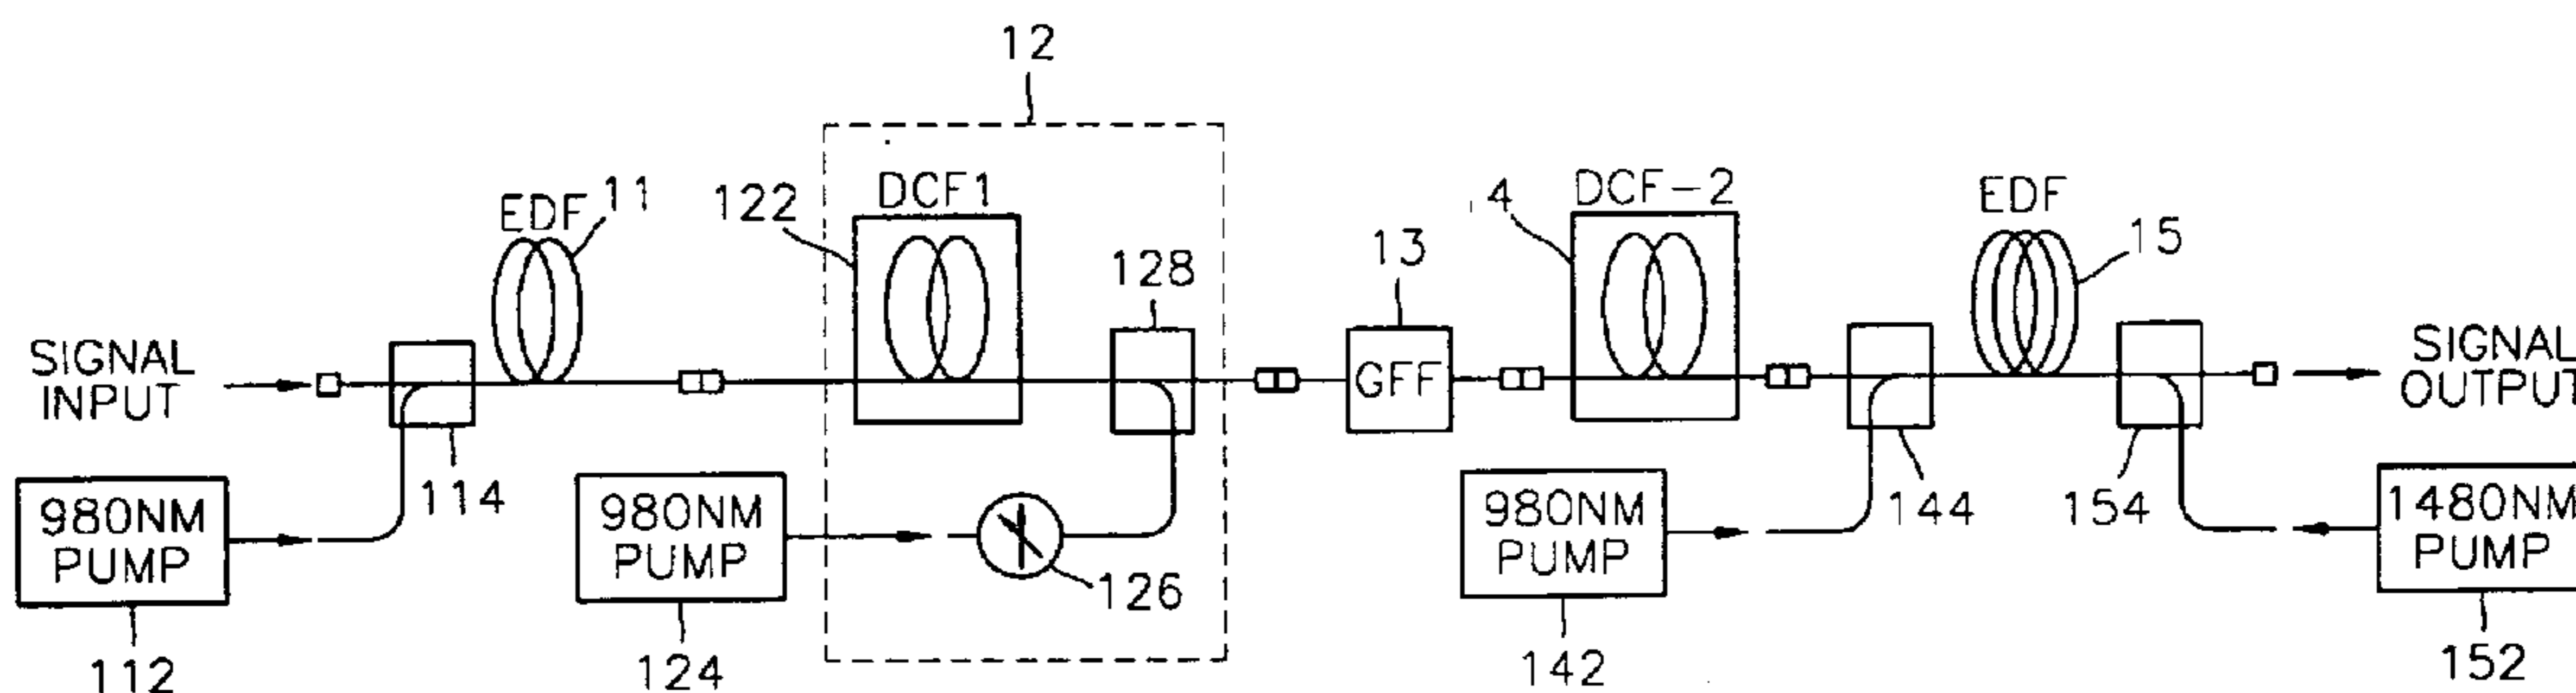 12
EDF 11
122
DCF1
128
13
4
DCF-2
EDF
15
SIGNAL
INPUT
GFF
SIGNAL
OUTPUT
980NM
PUMP
114
980NM
PUMP
126
980NM
PUMP
144
154
1480NM
PUMP
112
124
142
152